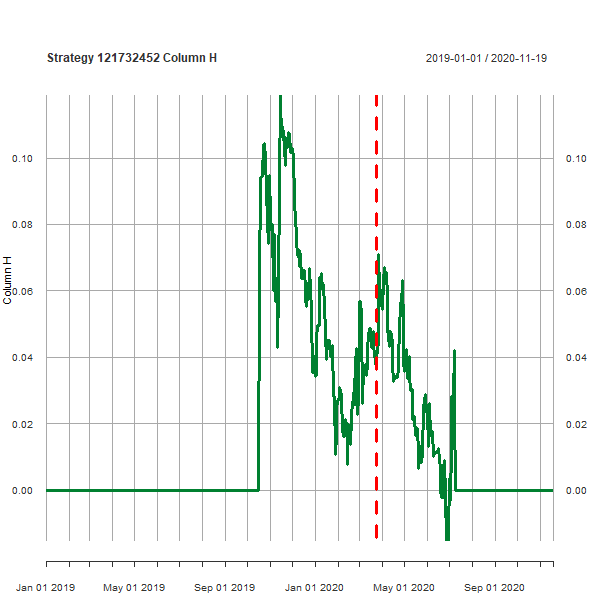 Strategy 121732452 Column H
2019-01-01 / 2020-11-19
Column H
0.10
0.08
0.06
0.04
0.02
0.00
0.10
0.08
0.06
0.04
0.02
0.00
Jan 01 2019
May 01 2019
Sep 01 2019
Jan 01 2020
May 01 2020
Sep 01 2020